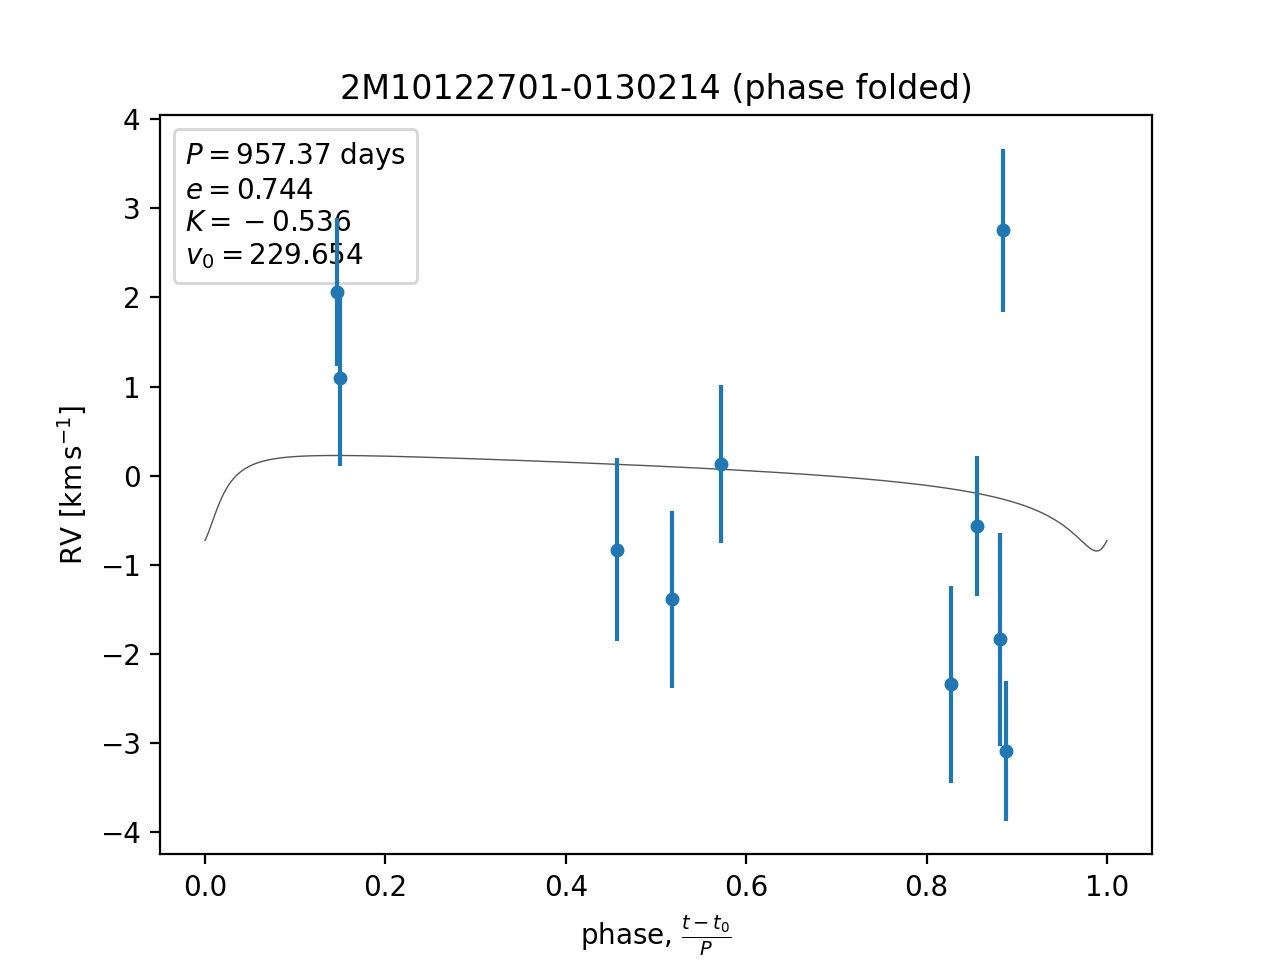 2M10122701-0130214 (phase folded)
P = 957.37 days
e = 0.744
K = −0.536
v₀ = 229.654
RV [km s⁻¹]
4
3
2
1
0
−1
−2
−3
−4
0.0 0.2 0.4 0.6 0.8 1.0
phase, (t − t₀)/P